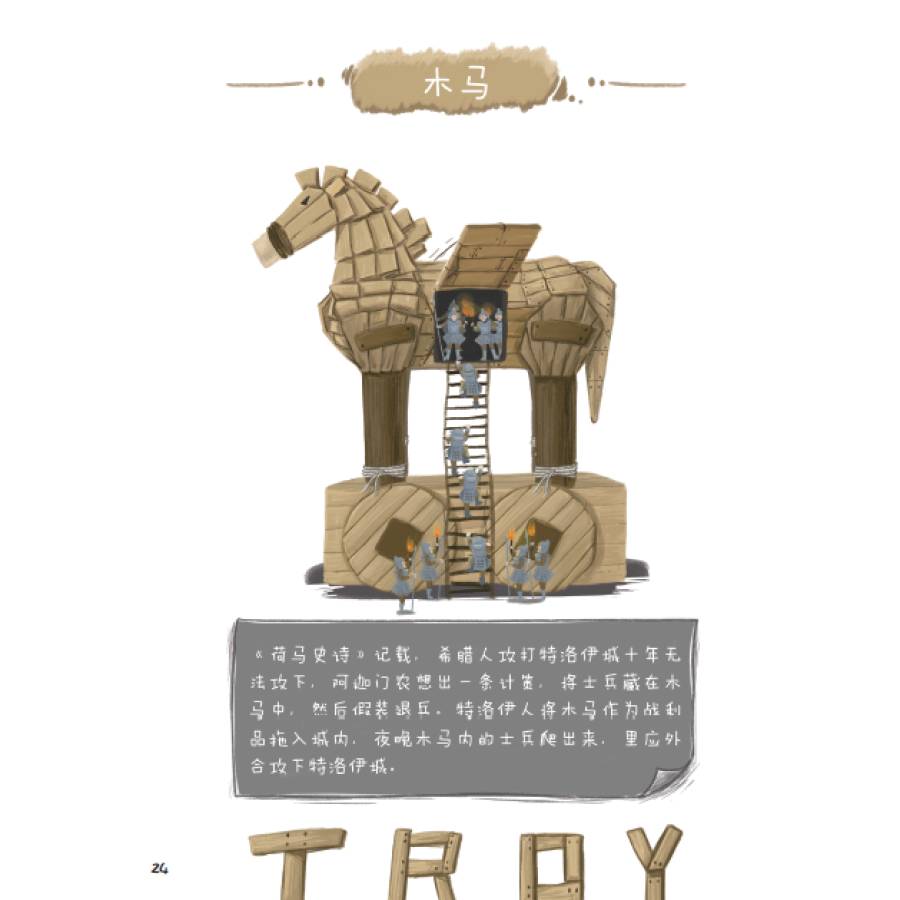 木马
《荷马史诗》记载，希腊人攻打特洛伊城十年无
法攻下，阿迦门农想出一条计策，将士兵藏在木
马中，然后假装退兵。特洛伊人将木马作为战利
品拖入城内，夜晚木马内的士兵爬出来，里应外
合攻下特洛伊城。
TROY
24